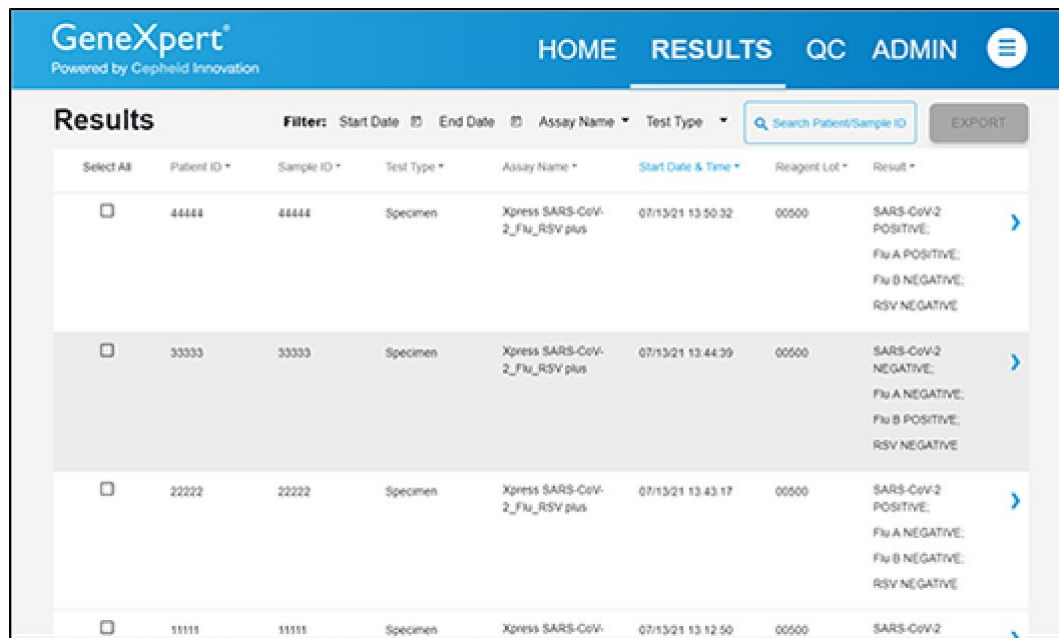 GeneXpert®
Powered by Cepheid Innovation
HOME RESULTS QC ADMIN
Results Filter: Start Date End Date Assay Name Test Type Search Patient/Sample ID EXPORT
Select All Patient ID Sample ID Test Type Assay Name Start Date & Time Reagent Lot Result
44444 44444 Specimen Xpress SARS-CoV- 07/13/21 13:50:32 00500 SARS-CoV-2
2_Flu_RSV plus POSITIVE;
Flu A POSITIVE;
Flu B NEGATIVE;
RSV NEGATIVE
33333 33333 Specimen Xpress SARS-CoV- 07/13/21 13:44:39 00500 SARS-CoV-2
2_Flu_RSV plus NEGATIVE;
Flu A NEGATIVE;
Flu B POSITIVE;
RSV NEGATIVE
22222 22222 Specimen Xpress SARS-CoV- 07/13/21 13:43:17 00500 SARS-CoV-2
2_Flu_RSV plus POSITIVE;
Flu A NEGATIVE;
Flu B NEGATIVE;
RSV NEGATIVE
11111 11111 Specimen Xpress SARS-CoV- 07/13/21 13:12:50 00500 SARS-CoV-2